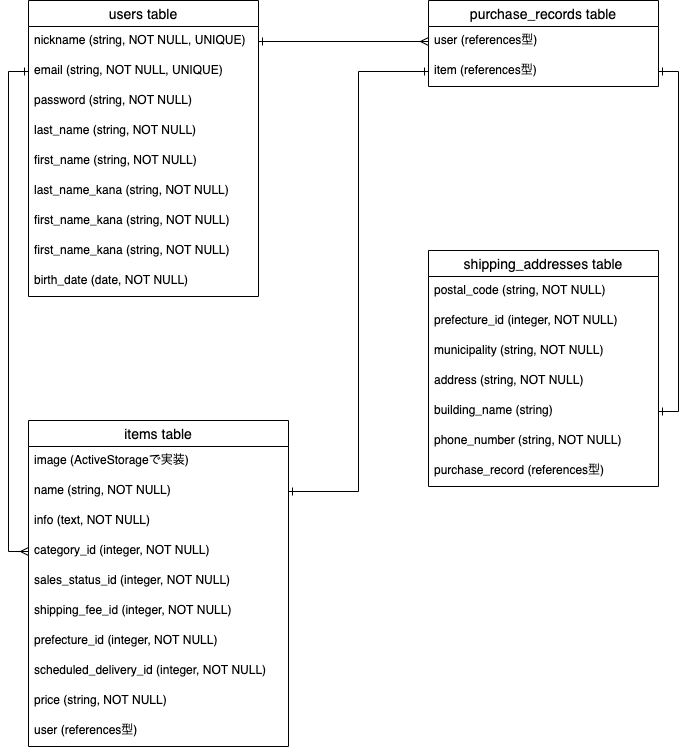 users table
nickname (string, NOT NULL, UNIQUE)
email (string, NOT NULL, UNIQUE)
password (string, NOT NULL)
last_name (string, NOT NULL)
first_name (string, NOT NULL)
last_name_kana (string, NOT NULL)
first_name_kana (string, NOT NULL)
first_name_kana (string, NOT NULL)
birth_date (date, NOT NULL)
purchase_records table
user (references型)
item (references型)
shipping_addresses table
postal_code (string, NOT NULL)
prefecture_id (integer, NOT NULL)
municipality (string, NOT NULL)
address (string, NOT NULL)
building_name (string)
phone_number (string, NOT NULL)
purchase_record (references型)
items table
image (ActiveStorageで実装)
name (string, NOT NULL)
info (text, NOT NULL)
category_id (integer, NOT NULL)
sales_status_id (integer, NOT NULL)
shipping_fee_id (integer, NOT NULL)
prefecture_id (integer, NOT NULL)
scheduled_delivery_id (integer, NOT NULL)
price (string, NOT NULL)
user (references型)